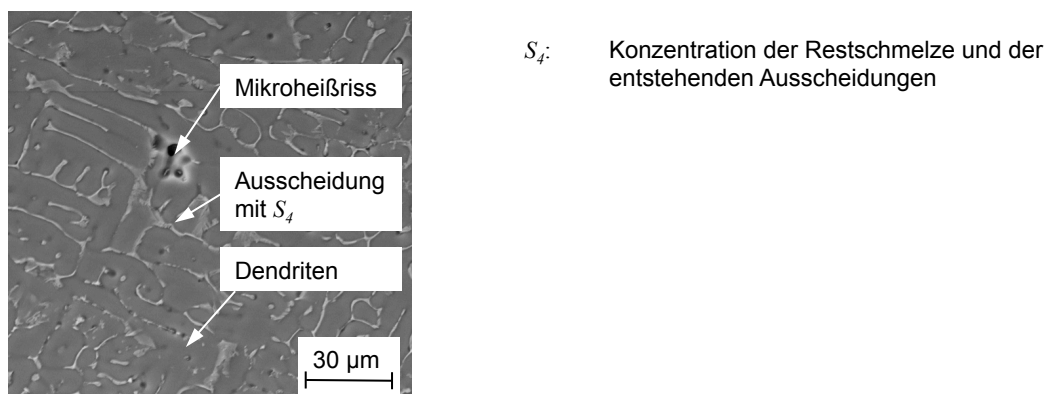 Mikroheißriss
Ausscheidung
mit S₄
Dendriten
30 µm
S₄: Konzentration der Restschmelze und der
entstehenden Ausscheidungen